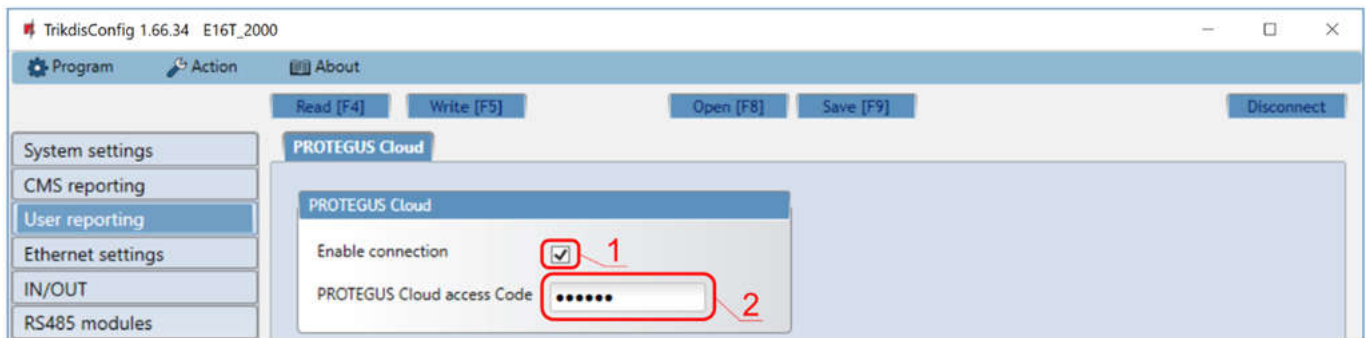 TrikdisConfig 1.66.34 E16T_2000
Program Action About
Read [F4] Write [F5] Open [F8] Save [F9] Disconnect
System settings
CMS reporting
User reporting
Ethernet settings
IN/OUT
RS485 modules
PROTEGUS Cloud
PROTEGUS Cloud
Enable connection
1
PROTEGUS Cloud access Code ••••••
2